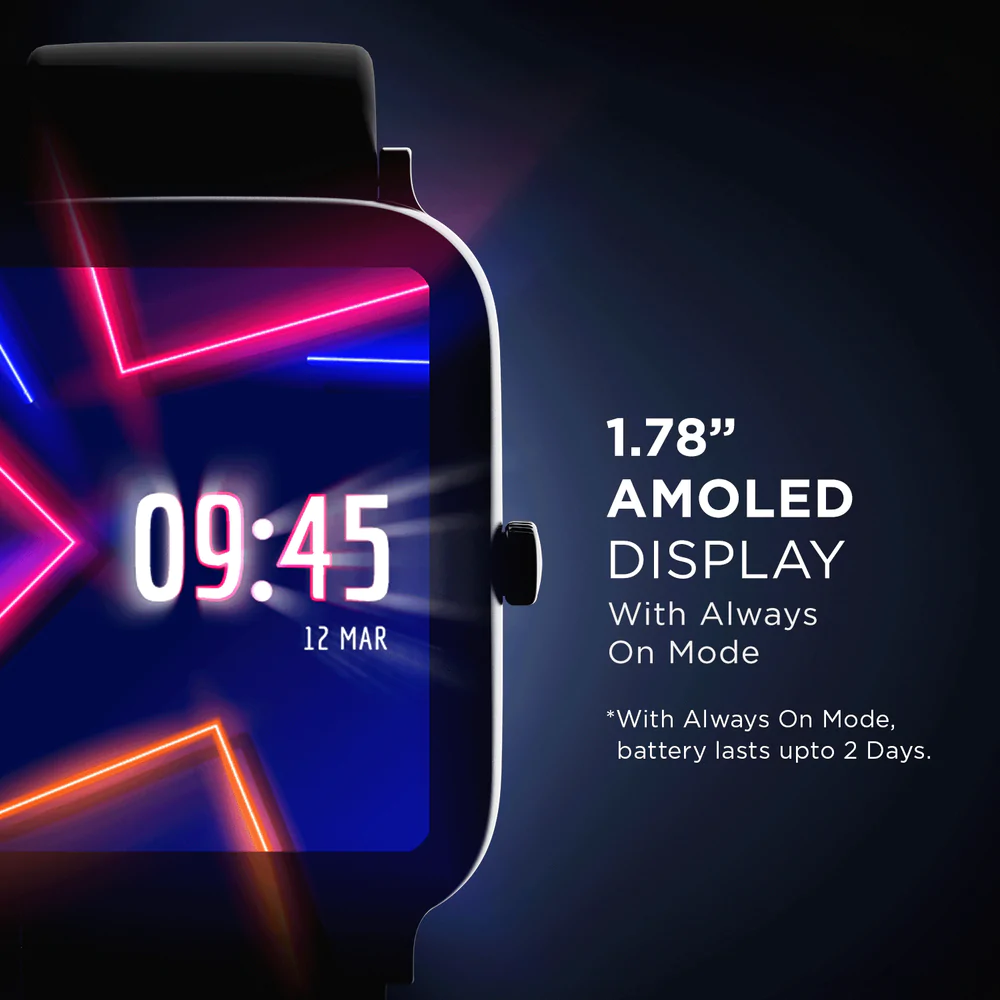 09:45
12 MAR
1.78”
AMOLED
DISPLAY
With Always
On Mode
*With Always On Mode,
battery lasts upto 2 Days.